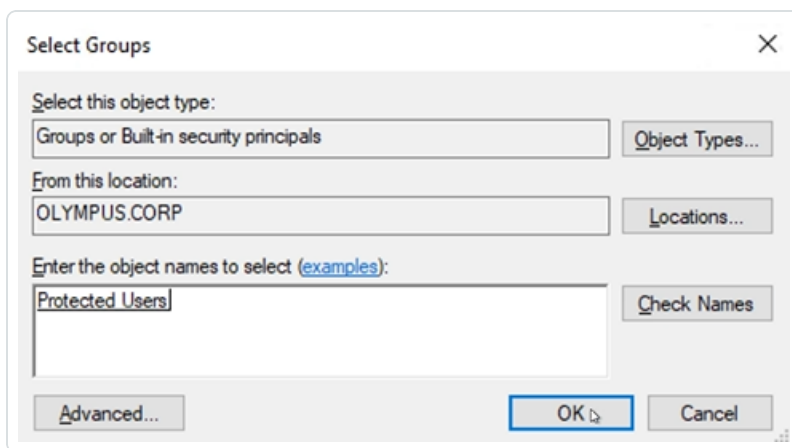 Select Groups
Select this object type:
Groups or Built-in security principals
Object Types...
From this location:
OLYMPUS.CORP
Locations...
Enter the object names to select (examples):
Protected Users
Check Names
Advanced...
OK
Cancel